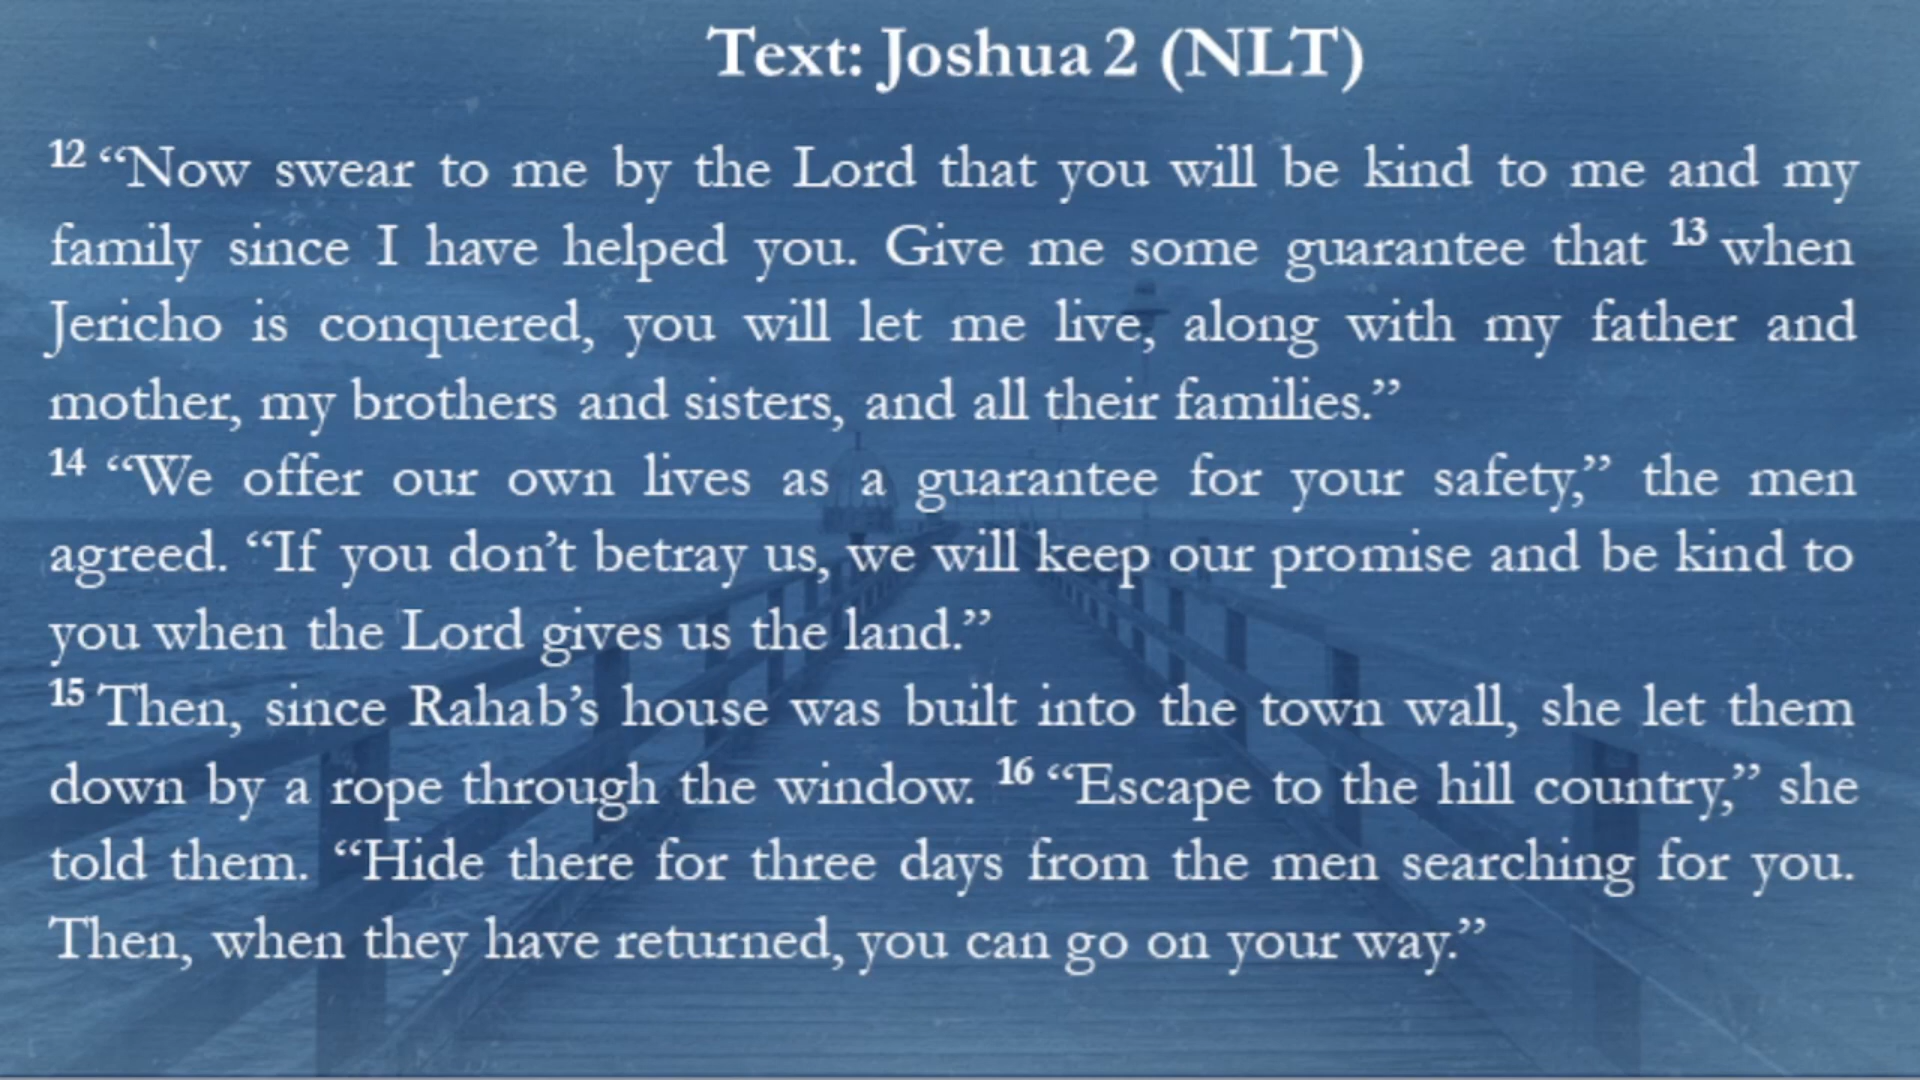 Text: Joshua 2 (NLT)
12 “Now swear to me by the Lord that you will be kind to me and my
family since I have helped you. Give me some guarantee that 13 when
Jericho is conquered, you will let me live, along with my father and
mother, my brothers and sisters, and all their families.”
14 “We offer our own lives as a guarantee for your safety,” the men
agreed. “If you don’t betray us, we will keep our promise and be kind to
you when the Lord gives us the land.”
15 Then, since Rahab’s house was built into the town wall, she let them
down by a rope through the window. 16 “Escape to the hill country,” she
told them. “Hide there for three days from the men searching for you.
Then, when they have returned, you can go on your way.”